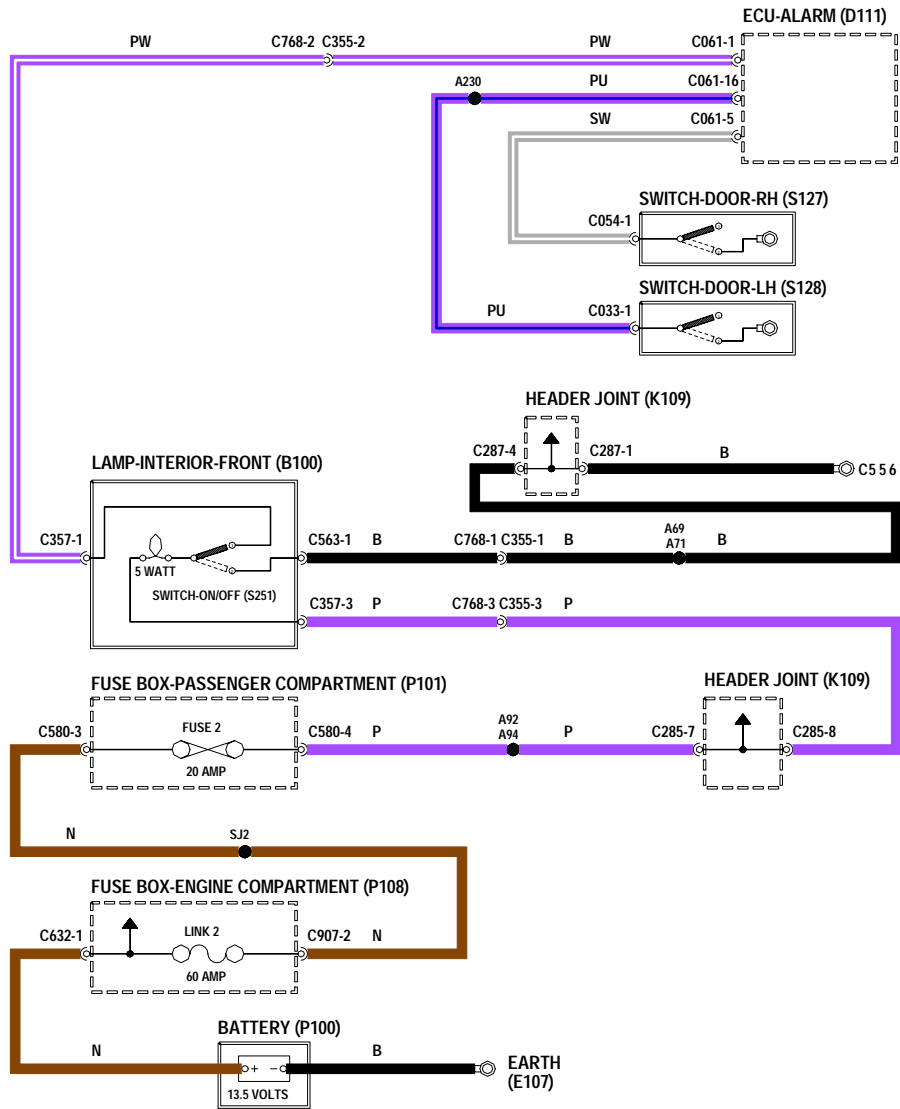 ECU-ALARM (D111)
PW
C768-2 C355-2
PW
C061-1
A230
PU
C061-16
SW
C061-5
SWITCH-DOOR-RH (S127)
C054-1
SWITCH-DOOR-LH (S128)
PU
C033-1
HEADER JOINT (K109)
C287-4
C287-1
B
C556
LAMP-INTERIOR-FRONT (B100)
C357-1
5 WATT
SWITCH-ON/OFF (S251)
C563-1
B
C768-1 C355-1
B
A69
A71
B
C357-3
P
C768-3 C355-3
P
FUSE BOX-PASSENGER COMPARTMENT (P101)
HEADER JOINT (K109)
C580-3
FUSE 2
20 AMP
C580-4
P
A92
A94
P
C285-7
C285-8
N
SJ2
FUSE BOX-ENGINE COMPARTMENT (P108)
C632-1
LINK 2
60 AMP
C907-2
N
BATTERY (P100)
N
+
-
13.5 VOLTS
B
EARTH
(E107)